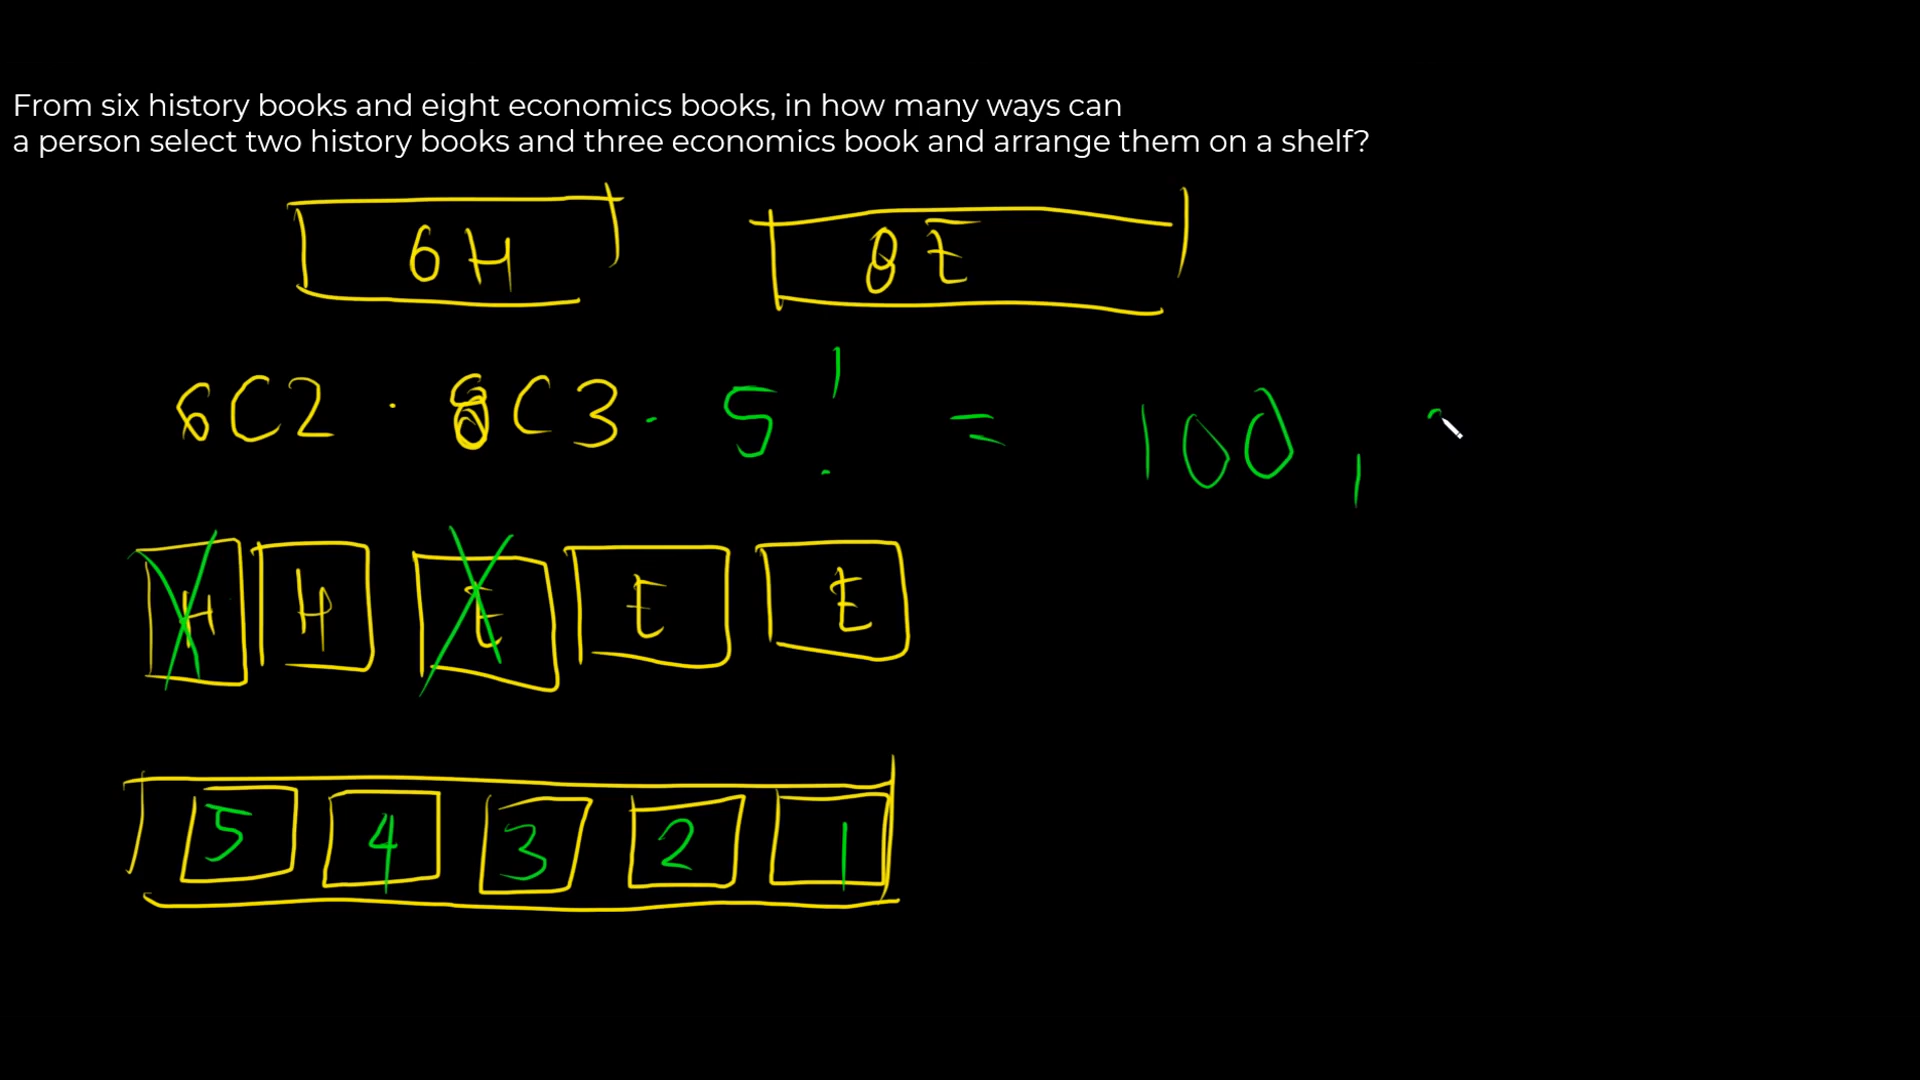 From six history books and eight economics books, in how many ways can
a person select two history books and three economics book and arrange them on a shelf?
6H 8E
6C2 · 8C3 · 5! = 100,
H H E E E
5 4 3 2 1